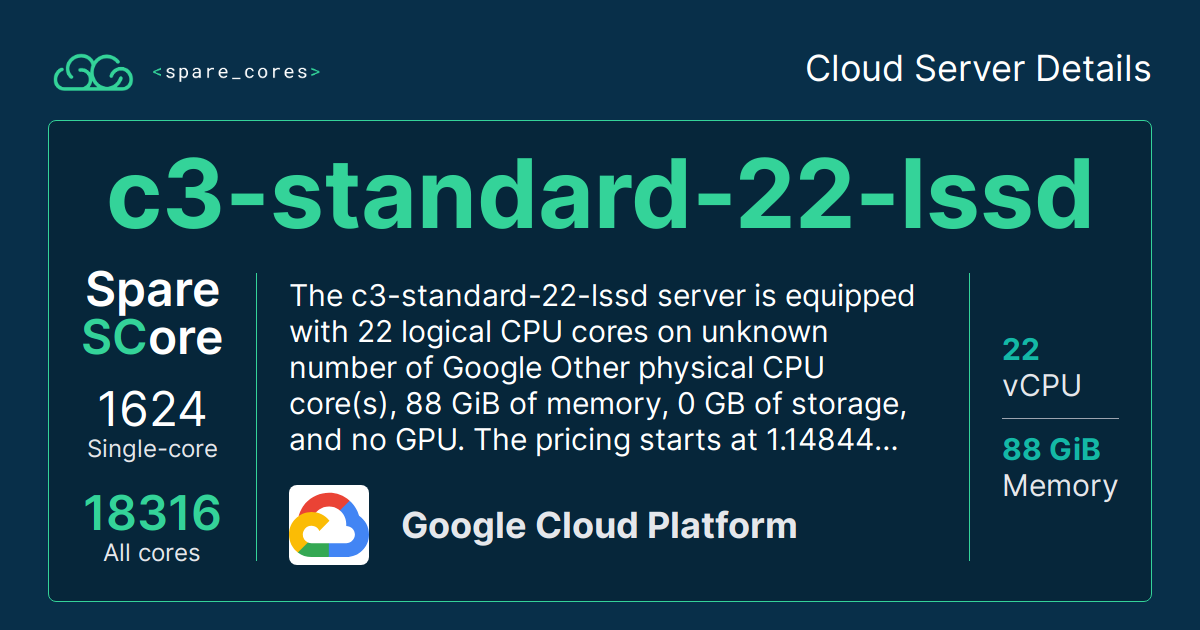 <spare_cores>
Cloud Server Details
c3-standard-22-lssd
Spare
SCore
1624
Single-core
18316
All cores
The c3-standard-22-lssd server is equipped
with 22 logical CPU cores on unknown
number of Google Other physical CPU
core(s), 88 GiB of memory, 0 GB of storage,
and no GPU. The pricing starts at 1.14844...
Google Cloud Platform
22
vCPU
88 GiB
Memory